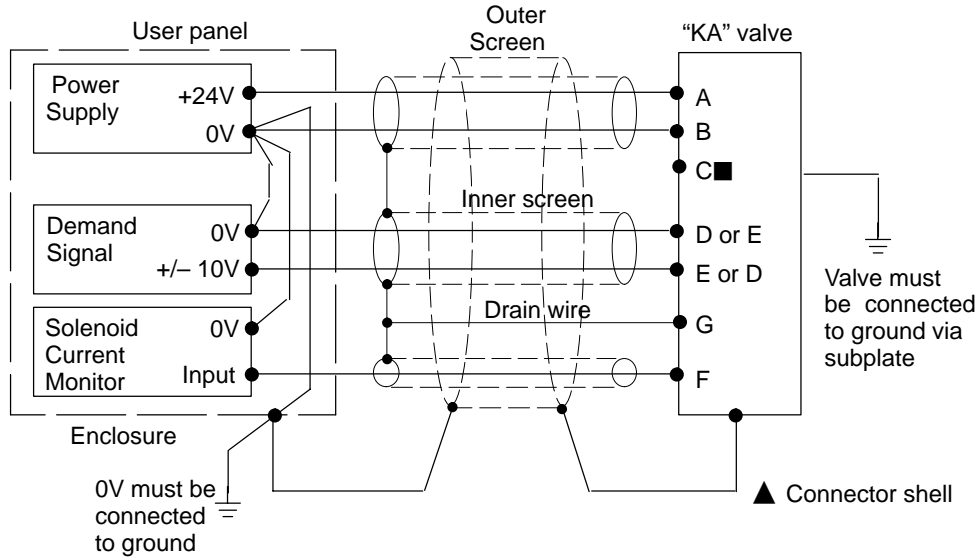 User panel
Outer
Screen
“KA” valve
Power
Supply
+24V
0V
A
B
C■
Inner screen
Demand
Signal
0V
+/– 10V
D or E
E or D
Drain wire
G
Solenoid
Current
Monitor
0V
Input
F
Valve must
be connected
to ground via
subplate
Enclosure
0V must be
connected
to ground
▲ Connector shell